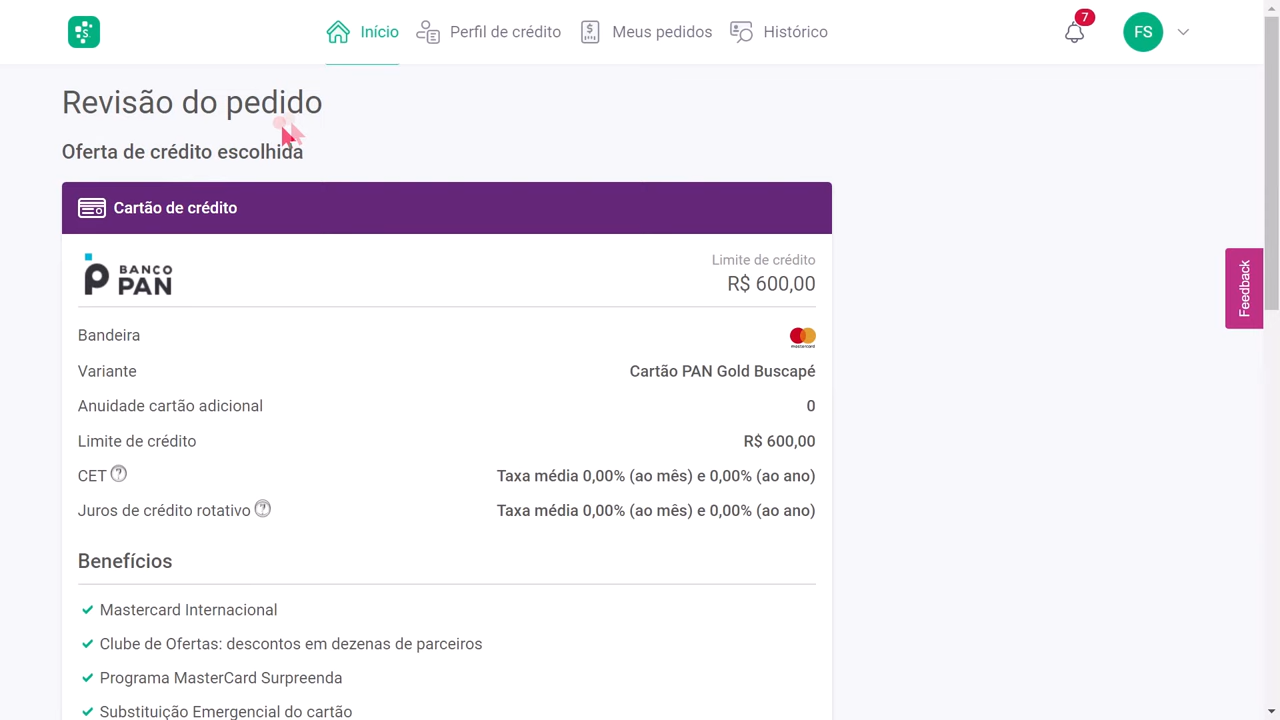 S.
Início
Perfil de crédito
Meus pedidos
Histórico
7
FS
Revisão do pedido
Oferta de crédito escolhida
Cartão de crédito
BANCO
PAN
Limite de crédito
R$ 600,00
Feedback
Bandeira
mastercard
Variante
Cartão PAN Gold Buscapé
Anuidade cartão adicional
0
Limite de crédito
R$ 600,00
CET ?
Taxa média 0,00% (ao mês) e 0,00% (ao ano)
Juros de crédito rotativo ?
Taxa média 0,00% (ao mês) e 0,00% (ao ano)
Benefícios
Mastercard Internacional
Clube de Ofertas: descontos em dezenas de parceiros
Programa MasterCard Surpreenda
Substituição Emergencial do cartão